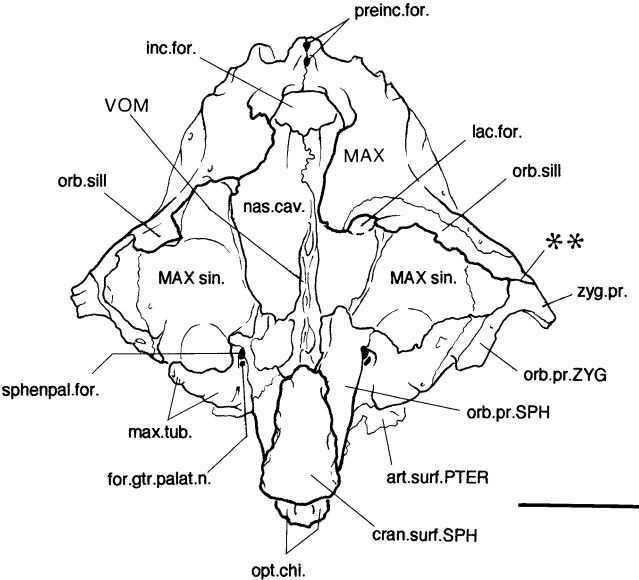 preinc.for.
inc.for.
VOM
MAX
lac.for.
orb.sill
orb.sill
nas.cav.
**
MAX sin.
MAX sin.
zyg.pr.
orb.pr.ZYG
sphenpal.for.
orb.pr.SPH
max.tub.
for.gtr.palat.n.
art.surf.PTER
cran.surf.SPH
opt.chi.